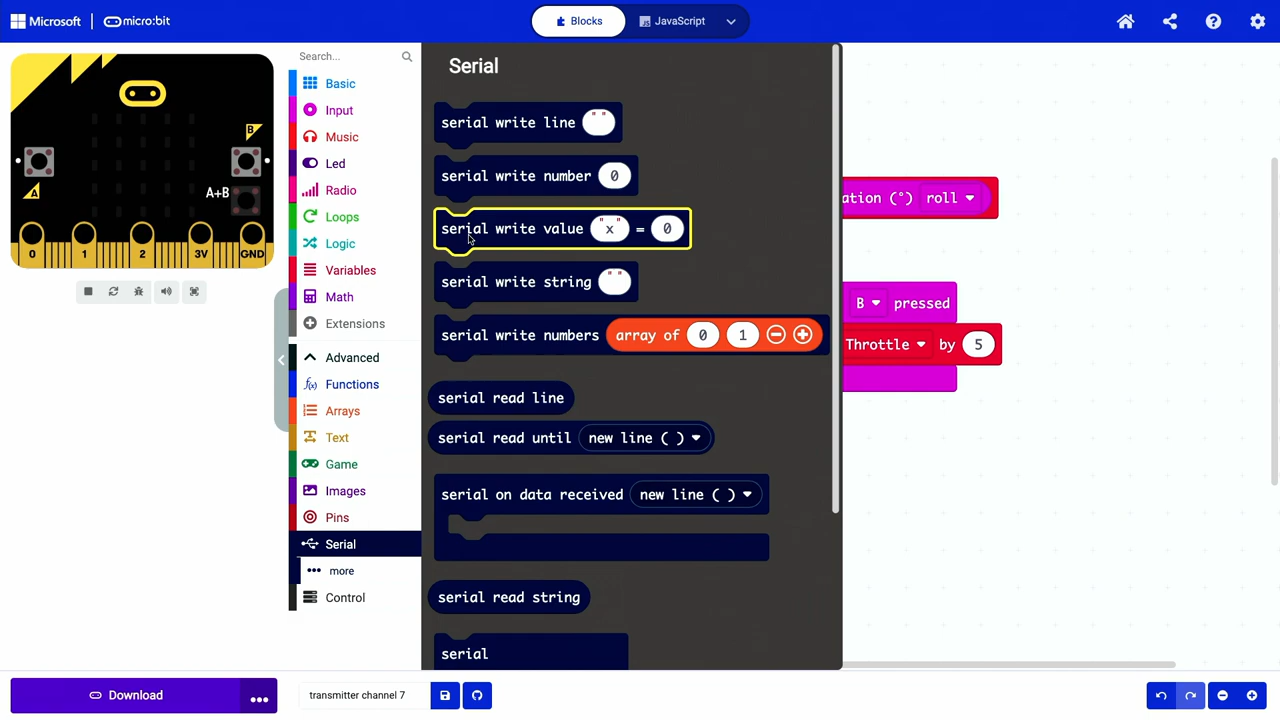 Microsoft
micro:bit
Blocks
JavaScript
A
B
A+B
0
1
2
3V
GND
Search...
Basic
Input
Music
Led
Radio
Loops
Logic
Variables
Math
Extensions
Advanced
Functions
Arrays
Text
Game
Images
Pins
Serial
more
Control
Serial
serial write line " "
serial write number 0
serial write value "x" = 0
serial write string " "
serial write numbers array of 0 1
serial read line
serial read until new line ( )
serial on data received new line ( )
serial read string
serial
ation (°) roll
B pressed
Throttle by 5
Download
transmitter channel 7